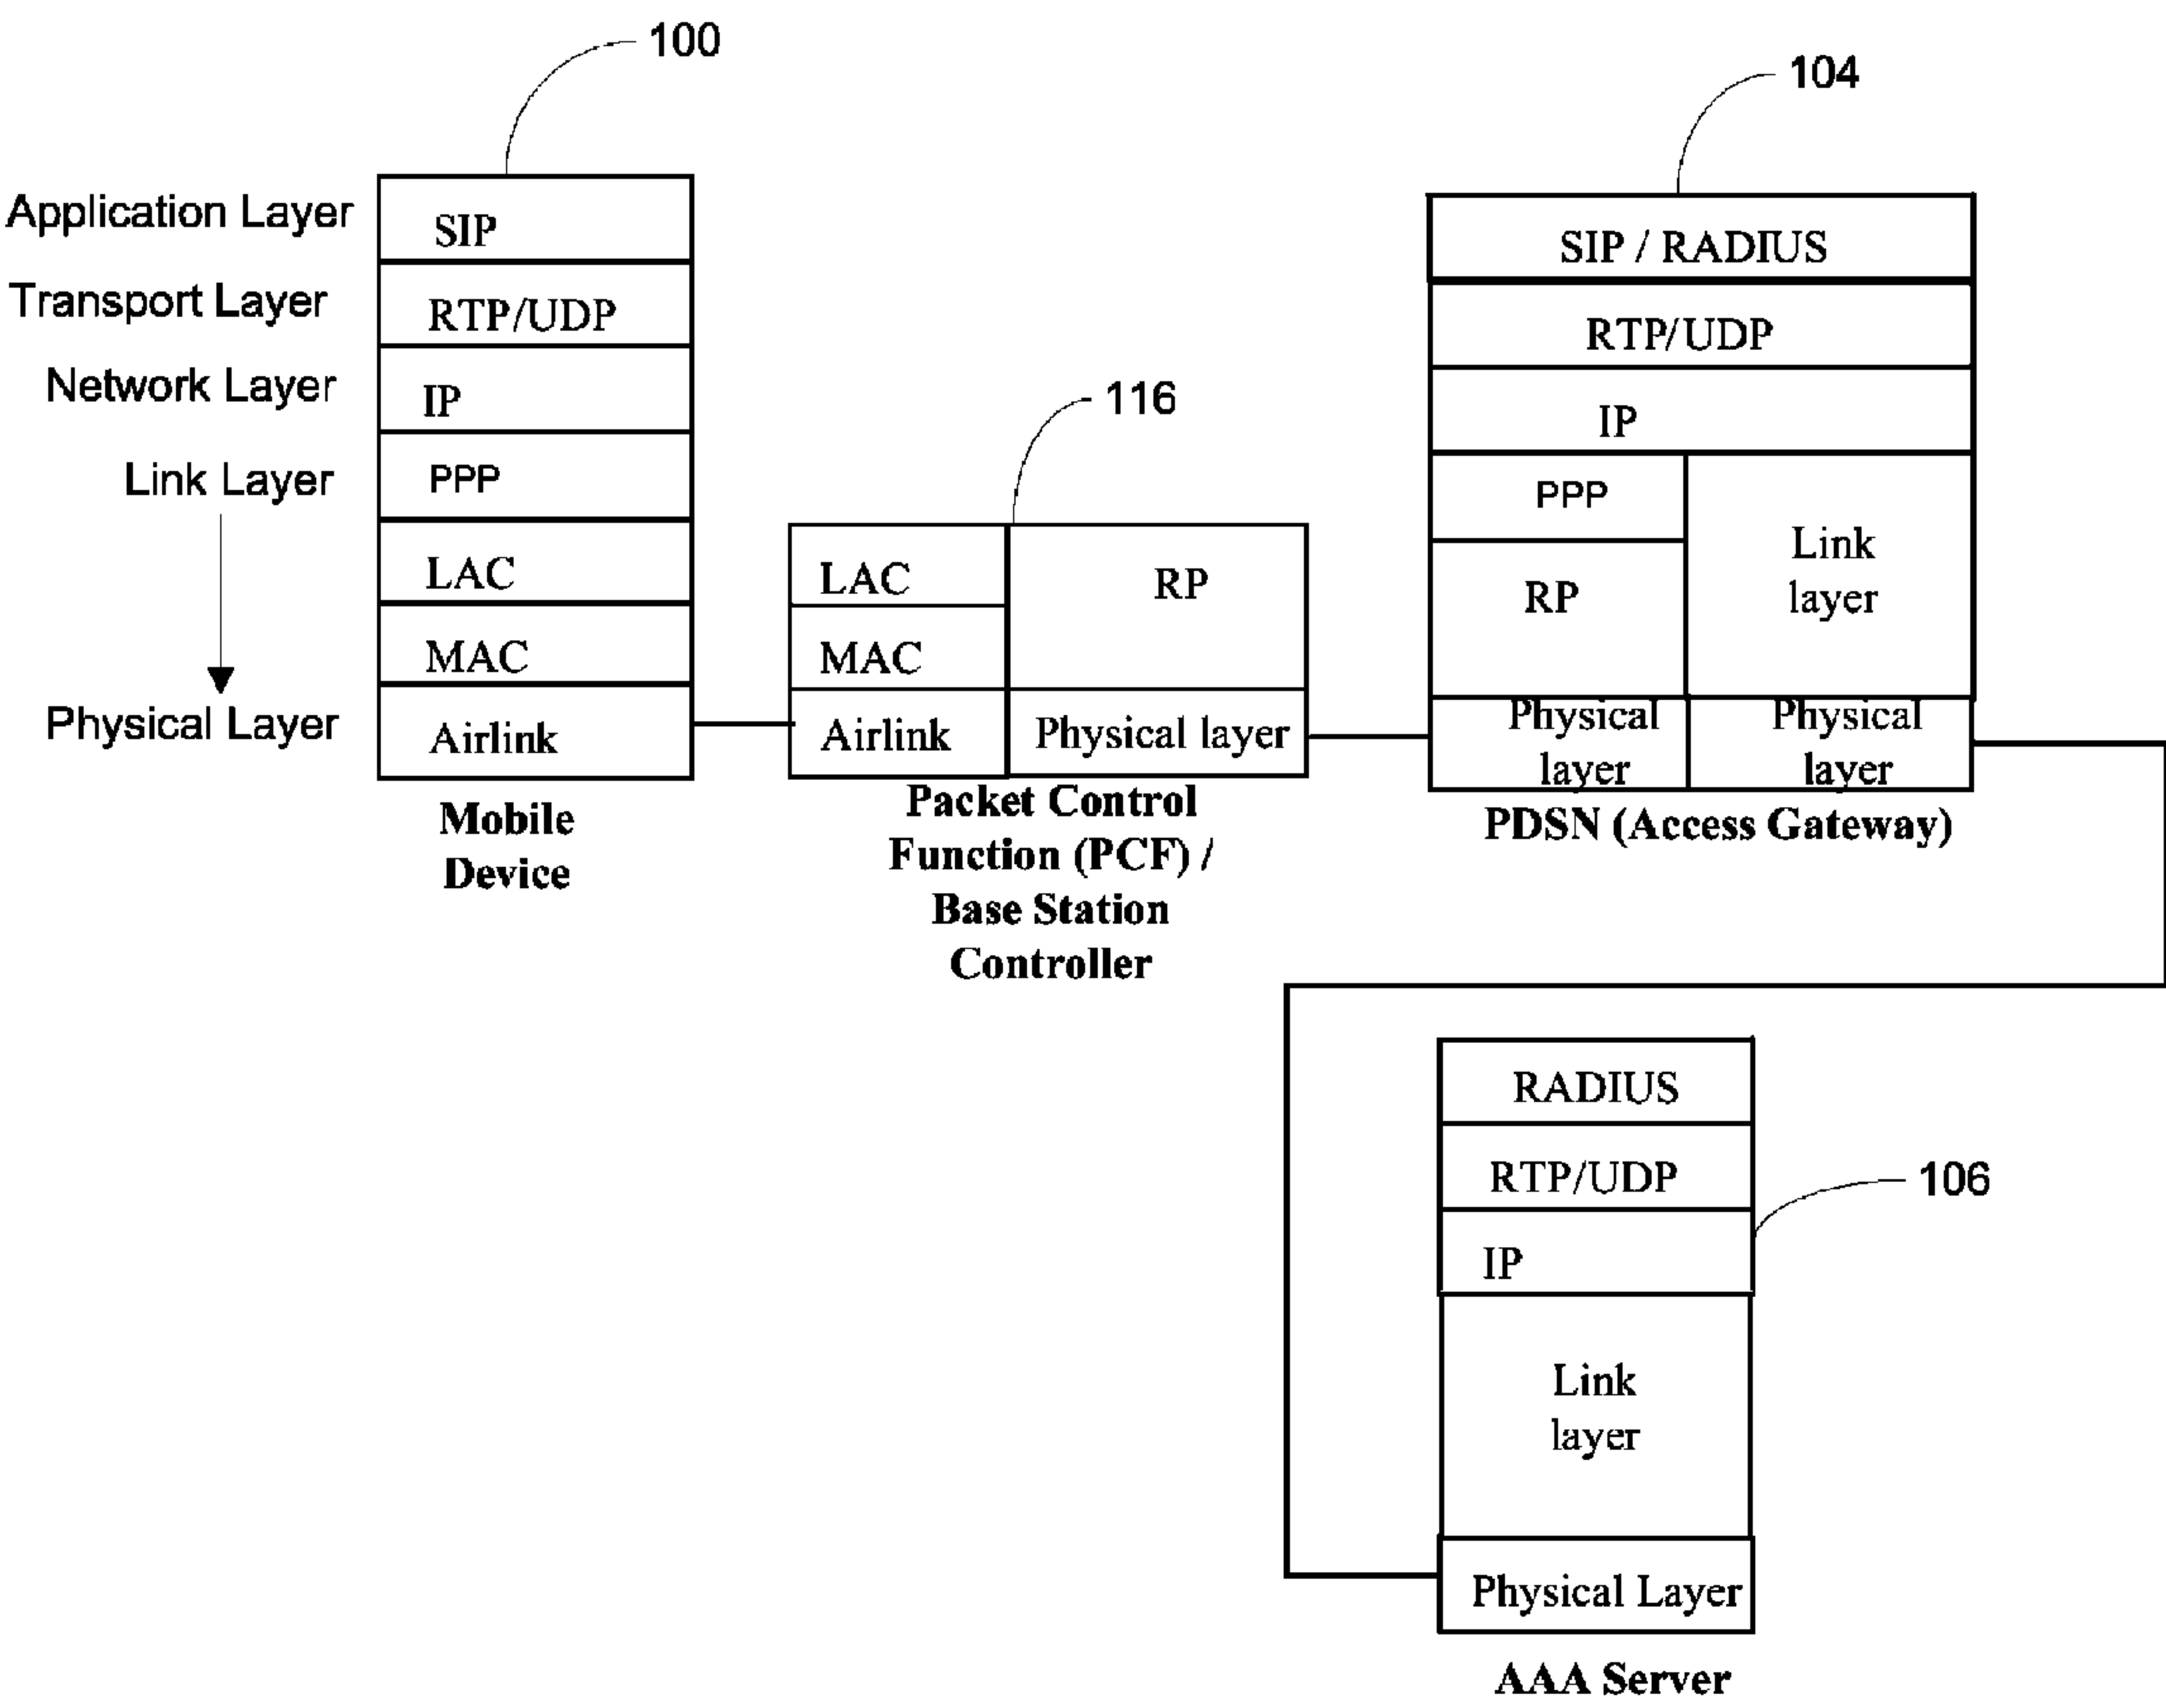 100
104
Application Layer
SIP
SIP / RADIUS
Transport Layer
RTP/UDP
RTP/UDP
Network Layer
IP
116
IP
Link Layer
PPP
PPP
Link
layer
LAC
LAC
RP
RP
MAC
MAC
Physical Layer
Airlink
Airlink
Physical layer
Physical
layer
Physical
layer
Mobile
Device
Packet Control
Function (PCF) /
Base Station
Controller
PDSN (Access Gateway)
RADIUS
RTP/UDP
106
IP
Link
layer
Physical Layer
AAA Server